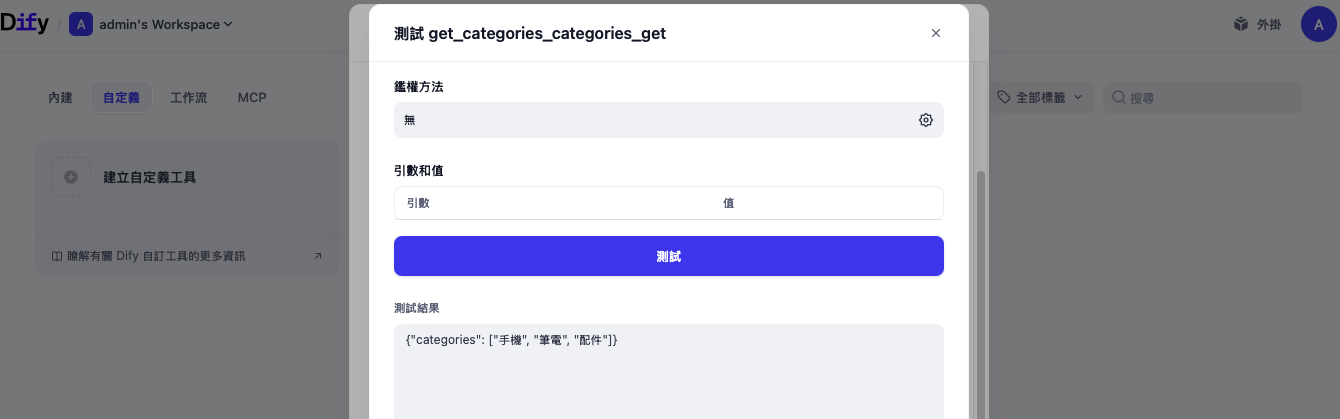 Dify / A admin's Workspace
外掛 A
內建 自定義 工作流 MCP
全部標籤 搜尋
建立自定義工具
瞭解有關 Dify 自訂工具的更多資訊
測試 get_categories_categories_get
鑑權方法
無
引數和值
引數 值
測試
測試結果
{"categories": ["手機", "筆電", "配件"]}